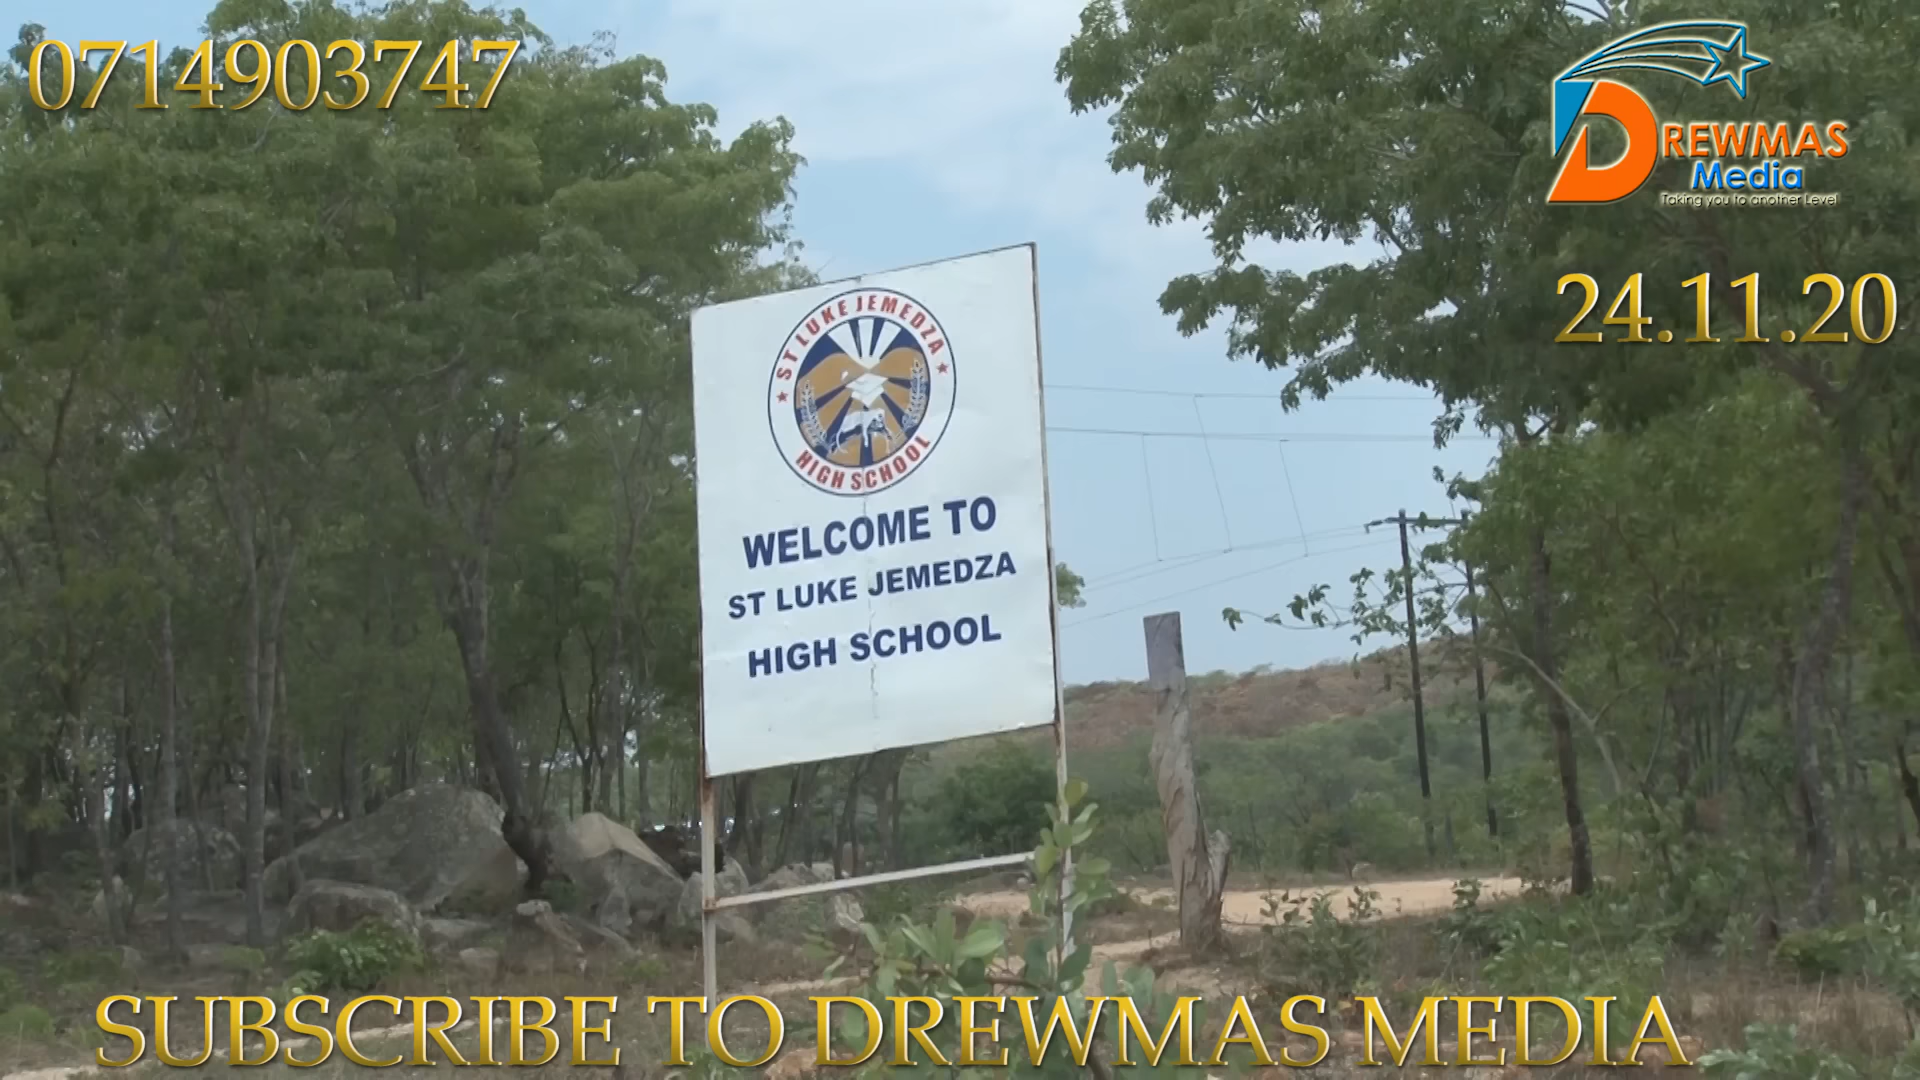 0714903747
DREWMAS
Media
Taking you to another Level
24.11.20
ST LUKE JEMEDZA
HIGH SCHOOL
WELCOME TO
ST LUKE JEMEDZA
HIGH SCHOOL
SUBSCRIBE TO DREWMAS MEDIA